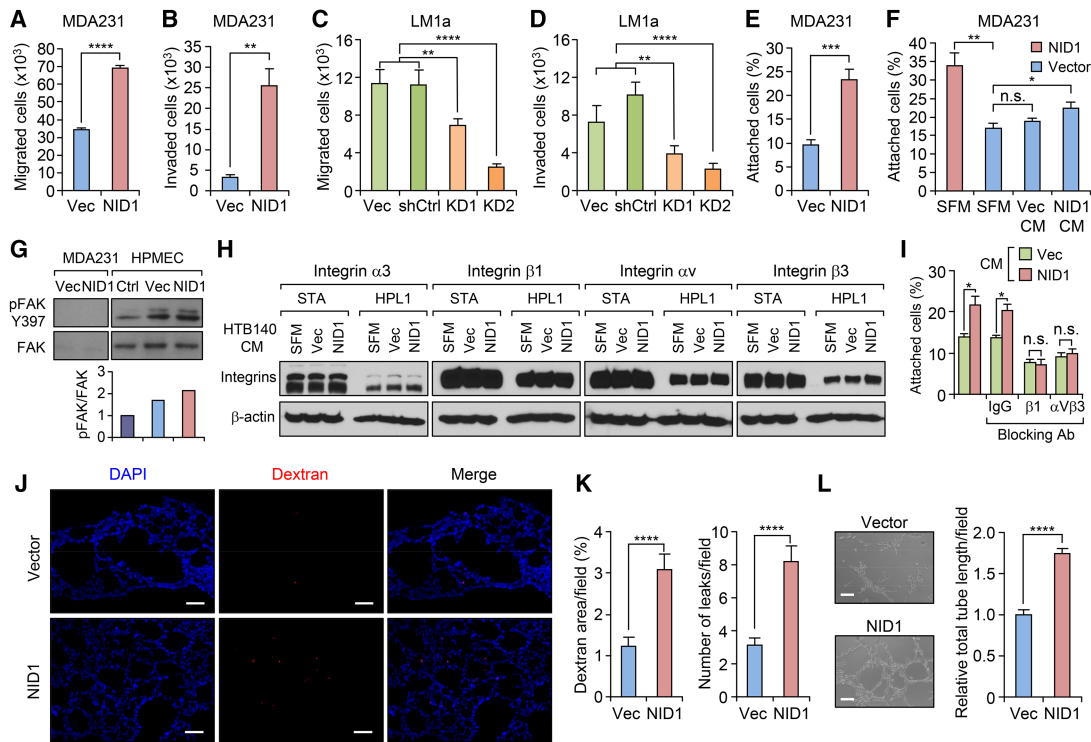 A
MDA231
Migrated cells (x10³)
80
70
60
50
40
30
20
10
0
****
Vec NID1
B
MDA231
Invaded cells (x10³)
35
30
25
20
15
10
5
0
**
Vec NID1
C
LM1a
Migrated cells (x10³)
16
12
8
4
0
****
**
Vec shCtrl KD1 KD2
D
LM1a
Invaded cells (x10³)
16
12
8
4
0
****
**
Vec shCtrl KD1 KD2
E
MDA231
Attached cells (%)
35
30
25
20
15
10
5
0
***
Vec NID1
F
MDA231
Attached cells (%)
40
35
30
25
20
15
10
5
0
**
*
n.s.
NID1
Vector
SFM SFM Vec NID1
CM CM
G
MDA231 HPMEC
Vec NID1 Ctrl Vec NID1
pFAK
Y397
FAK
pFAK/FAK
3
2
1
0
H
Integrin α3 Integrin β1 Integrin αv Integrin β3
STA HPL1 STA HPL1 STA HPL1 STA HPL1
HTB140
CM
SFM Vec NID1 SFM Vec NID1 SFM Vec NID1 SFM Vec NID1 SFM Vec NID1 SFM Vec NID1 SFM Vec NID1 SFM Vec NID1
Integrins
β-actin
I
CM
Vec
NID1
Attached cells (%)
30
20
10
0
*
*
n.s.
n.s.
IgG β1 αVβ3
Blocking Ab
J
DAPI Dextran Merge
Vector
NID1
K
Dextran area/field (%)
4
3
2
1
0
****
Vec NID1
Number of leaks/field
10
8
6
4
2
0
****
Vec NID1
L
Vector
NID1
Relative total tube length/field
2.0
1.5
1.0
0.5
0
****
Vec NID1